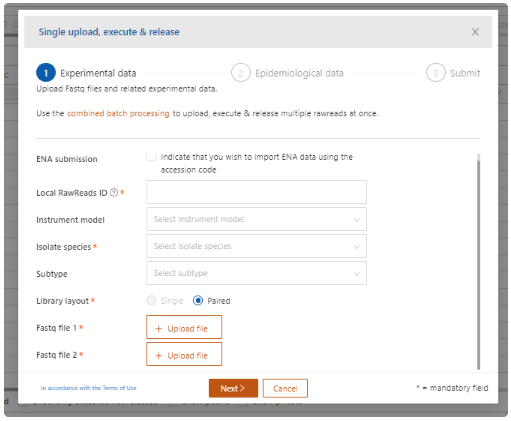 Single upload, execute & release
X
1 Experimental data
2 Epidemiological data
3 Submit
Upload Fastq files and related experimental data.
Use the combined batch processing to upload, execute & release multiple rawreads at once.
ENA submission
Indicate that you wish to import ENA data using the
accession code
Local RawReads ID ? *
Instrument model
Select instrument model
Isolate species *
Select isolate species
Subtype
Select subtype
Library layout *
Single
Paired
Fastq file 1 *
+ Upload file
Fastq file 2 *
+ Upload file
In accordance with the Terms of Use
Next >
Cancel
* = mandatory field